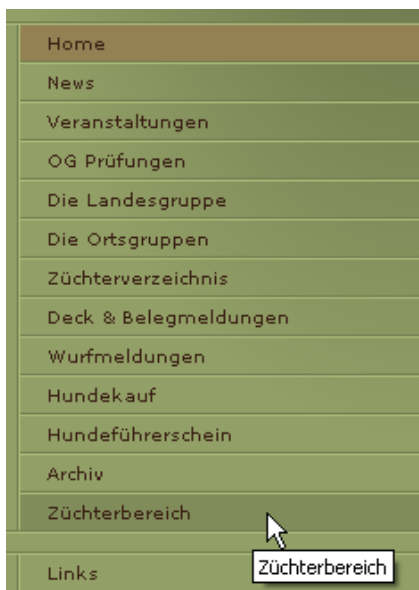 Home
News
Veranstaltungen
OG Prüfungen
Die Landesgruppe
Die Ortsgruppen
Züchterverzeichnis
Deck & Belegmeldungen
Wurfmeldungen
Hundekauf
Hundeführerschein
Archiv
Züchterbereich
Züchterbereich
Links